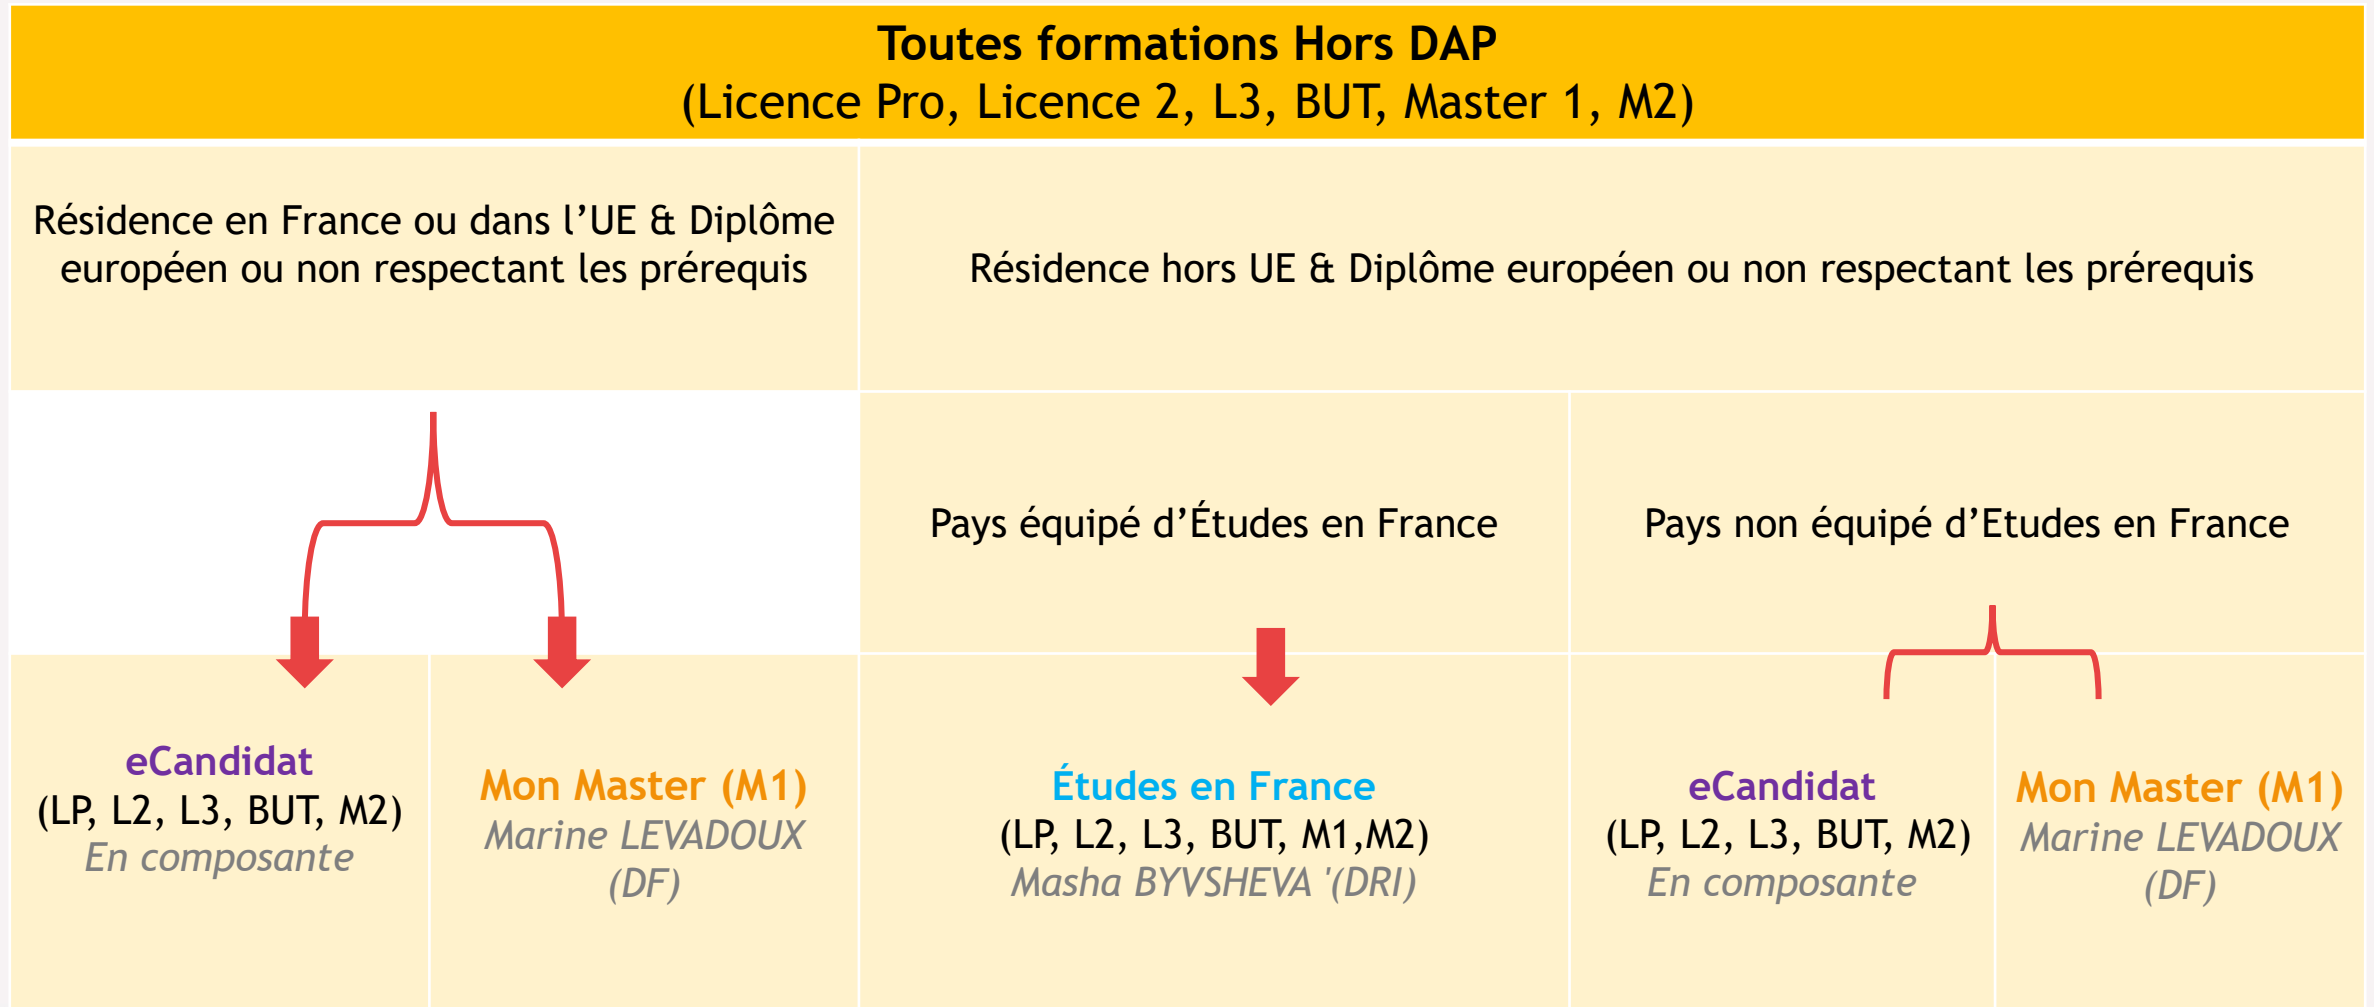 Toutes formations Hors DAP
(Licence Pro, Licence 2, L3, BUT, Master 1, M2)
Résidence en France ou dans l’UE & Diplôme
européen ou non respectant les prérequis
Résidence hors UE & Diplôme européen ou non respectant les prérequis
Pays équipé d’Études en France
Pays non équipé d’Etudes en France
eCandidat
(LP, L2, L3, BUT, M2)
En composante
Mon Master (M1)
Marine LEVADOUX
(DF)
Études en France
(LP, L2, L3, BUT, M1,M2)
Masha BYVSHEVA '(DRI)
eCandidat
(LP, L2, L3, BUT, M2)
En composante
Mon Master (M1)
Marine LEVADOUX
(DF)